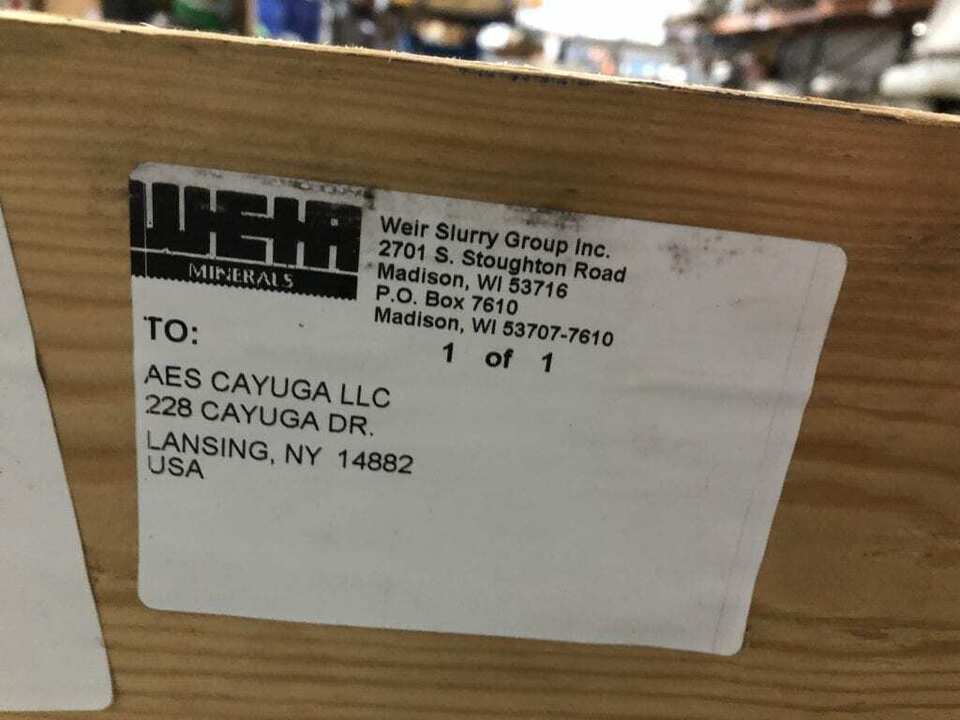 WEIR
MINERALS
Weir Slurry Group Inc.
2701 S. Stoughton Road
Madison, WI 53716
P.O. Box 7610
Madison, WI 53707-7610
1 of 1
TO:
AES CAYUGA LLC
228 CAYUGA DR.
LANSING, NY 14882
USA